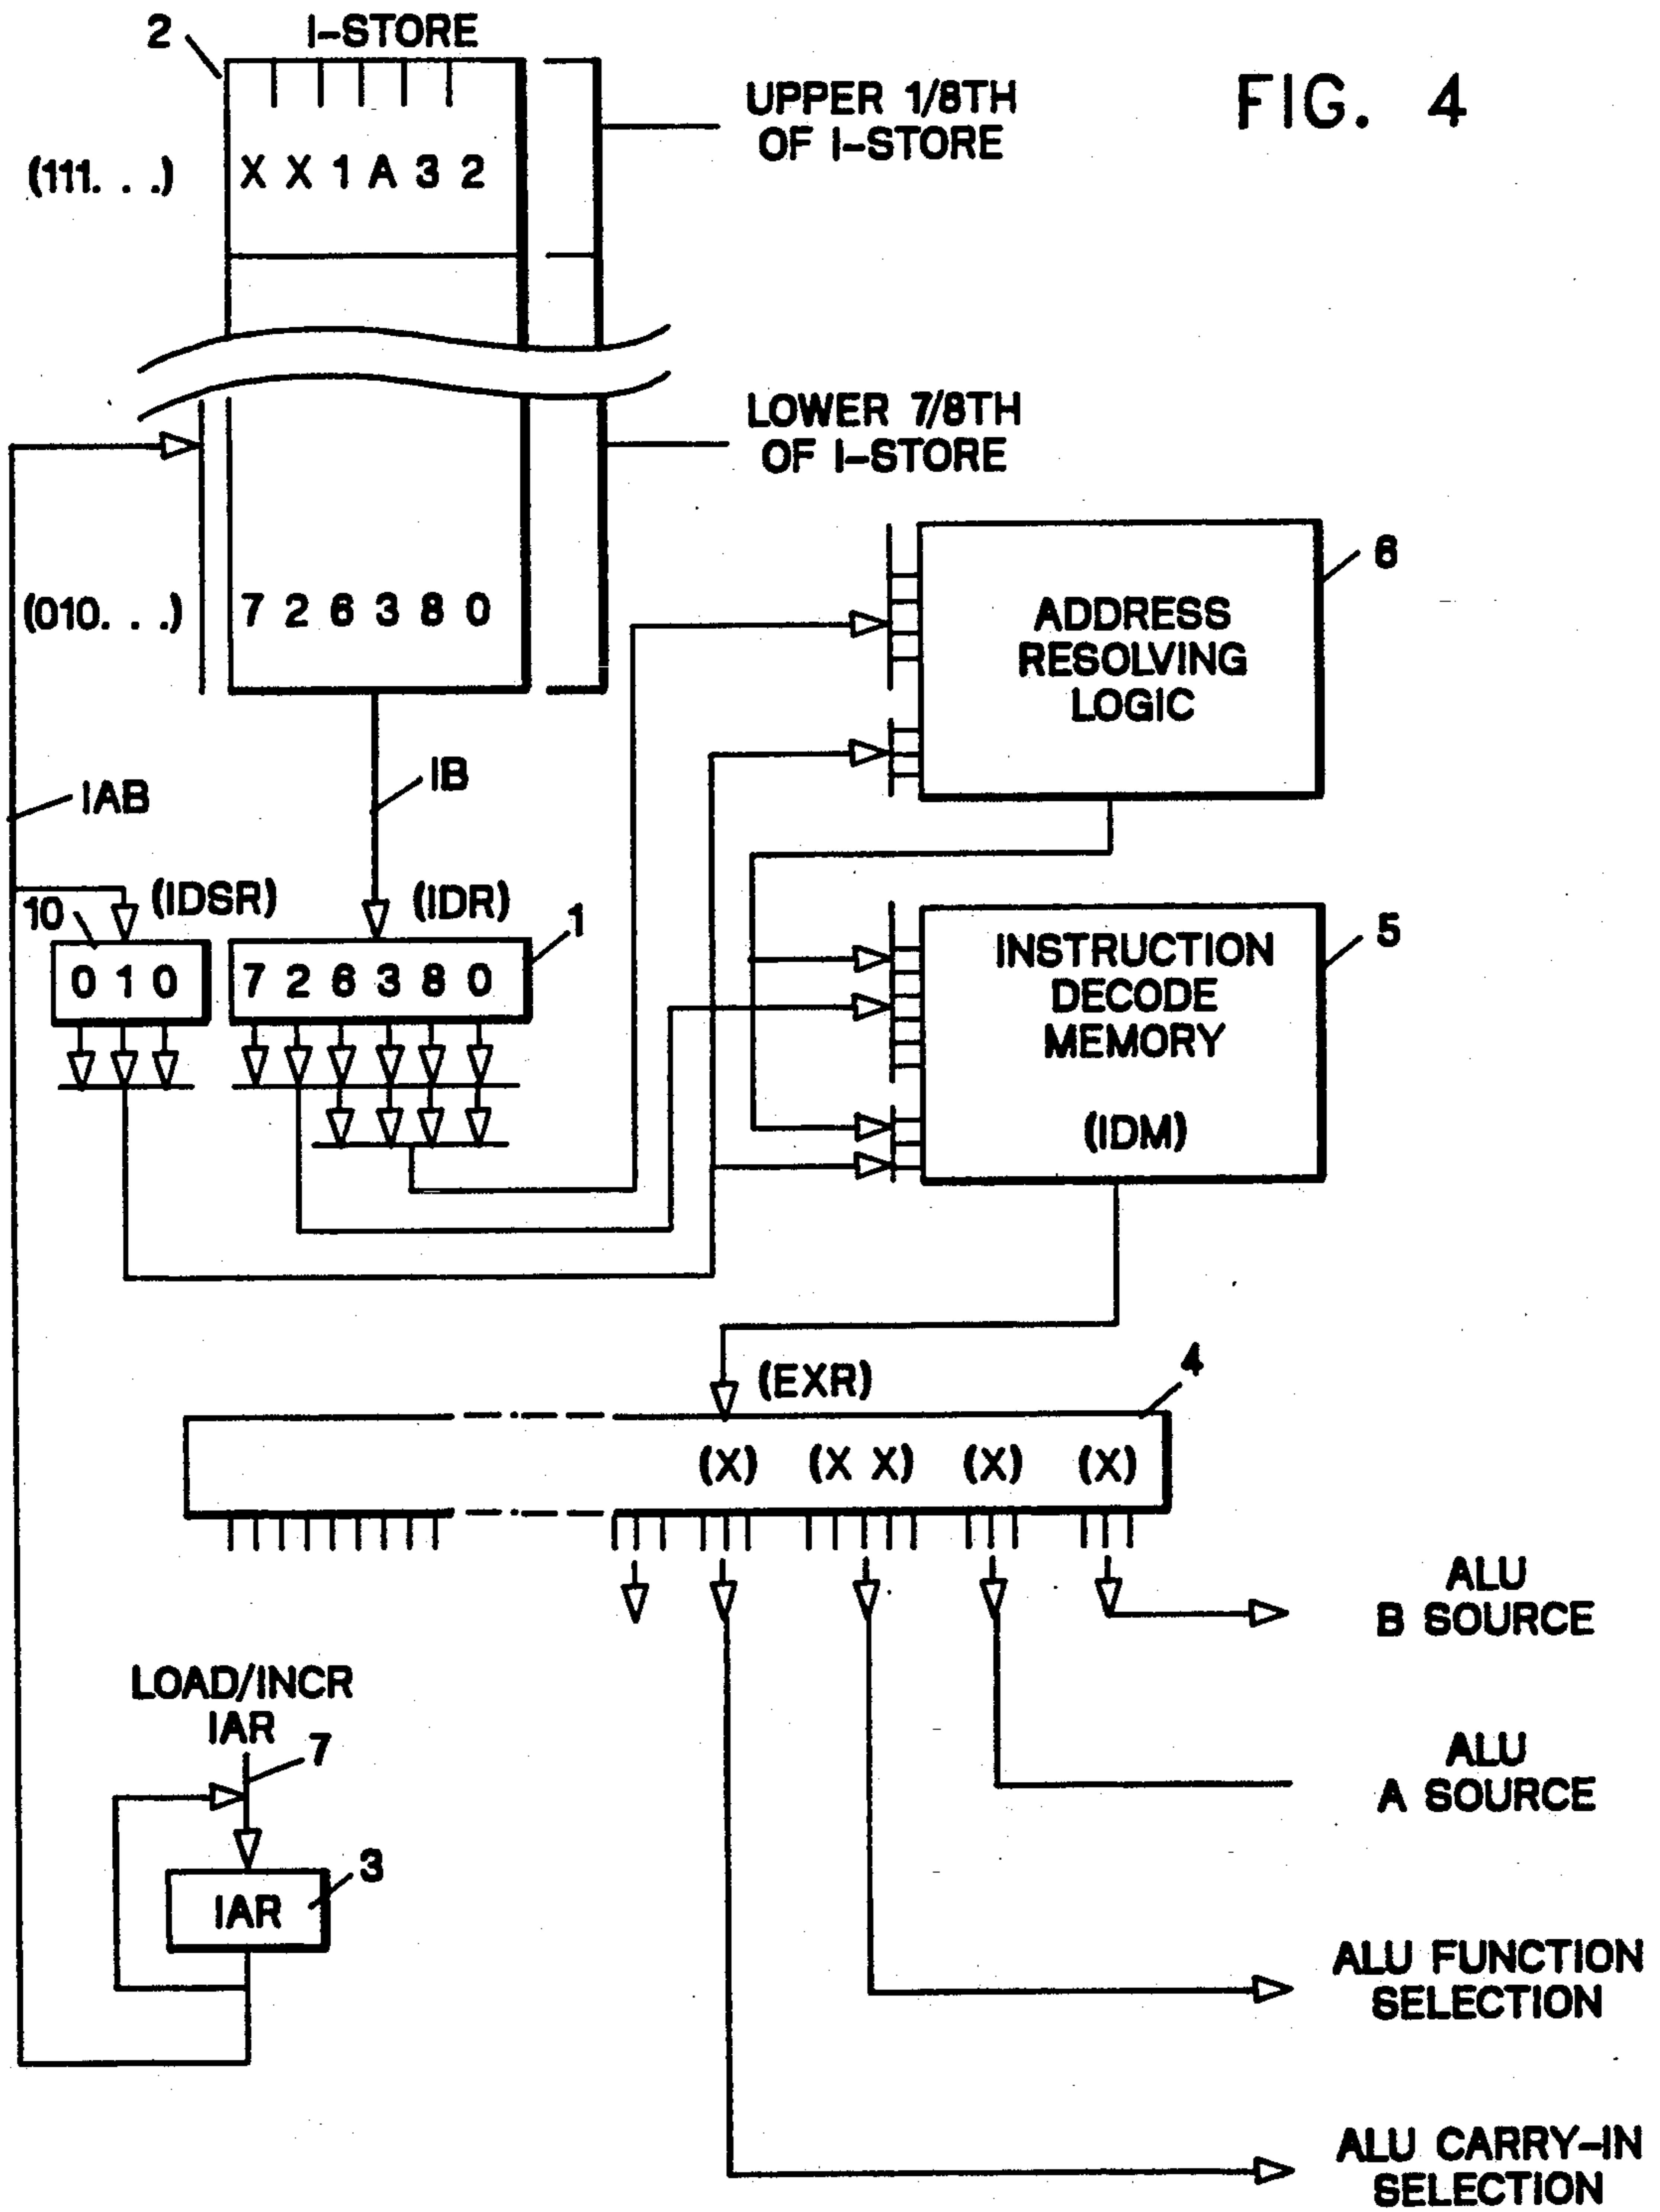 2
I-STORE
FIG. 4
UPPER 1/8TH
OF I-STORE
(111. . .)
X X 1 A 3 2
LOWER 7/8TH
OF I-STORE
6
ADDRESS
RESOLVING
LOGIC
(010. . .)
7 2 6 3 8 0
IAB
IB
10
(IDSR)
(IDR)
1
0 1 0
7 2 6 3 8 0
5
INSTRUCTION
DECODE
MEMORY
(IDM)
(EXR)
4
(X) (X X) (X) (X)
ALU
B SOURCE
LOAD/INCR
IAR
7
ALU
A SOURCE
3
IAR
ALU FUNCTION
SELECTION
ALU CARRY-IN
SELECTION